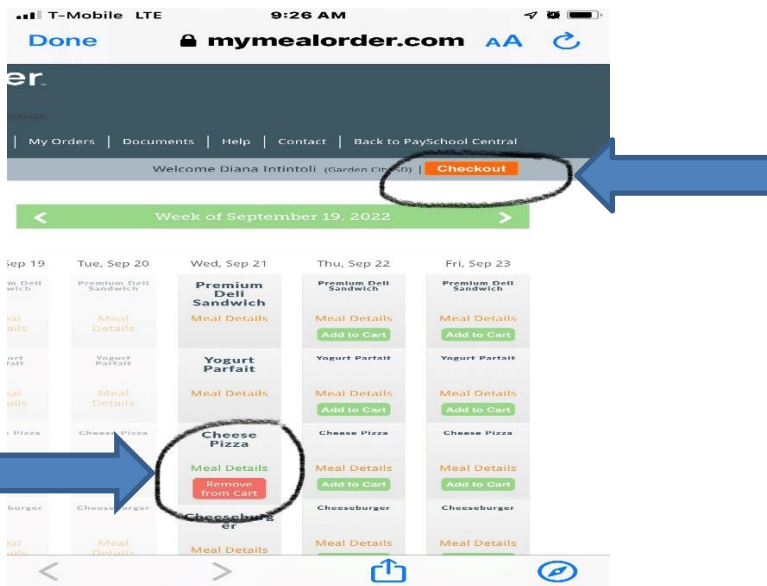 T-Mobile LTE 9:26 AM
Done mymealorder.com AA
er.
My Orders | Documents | Help | Contact | Back to PaySchool Central
Welcome Diana Intintoli (Garden City SD) | Checkout
< Week of September 19, 2022 >
Sep 19 Tue, Sep 20 Wed, Sep 21 Thu, Sep 22 Fri, Sep 23
Premium Deli Sandwich Premium Deli Sandwich Premium Deli Sandwich Premium Deli Sandwich
Meal Details Meal Details Meal Details Meal Details
Add to Cart Add to Cart
Yogurt Parfait Yogurt Parfait Yogurt Parfait Yogurt Parfait
Meal Details Meal Details Meal Details Meal Details
Add to Cart Add to Cart
Pizza Cheese Pizza Cheese Pizza Cheese Pizza Cheese Pizza
Meal Details Meal Details Meal Details
Remove from Cart Add to Cart Add to Cart
burger Cheeseburger Cheeseburger Cheeseburger Cheeseburger
Meal Details Meal Details Meal Details Meal Details